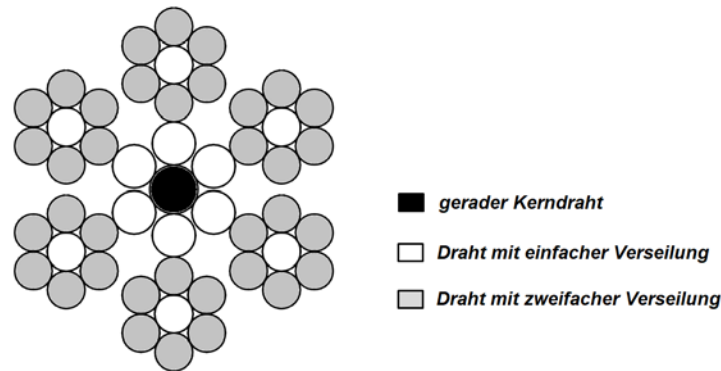 gerader Kerndraht
Draht mit einfacher Verseilung
Draht mit zweifacher Verseilung